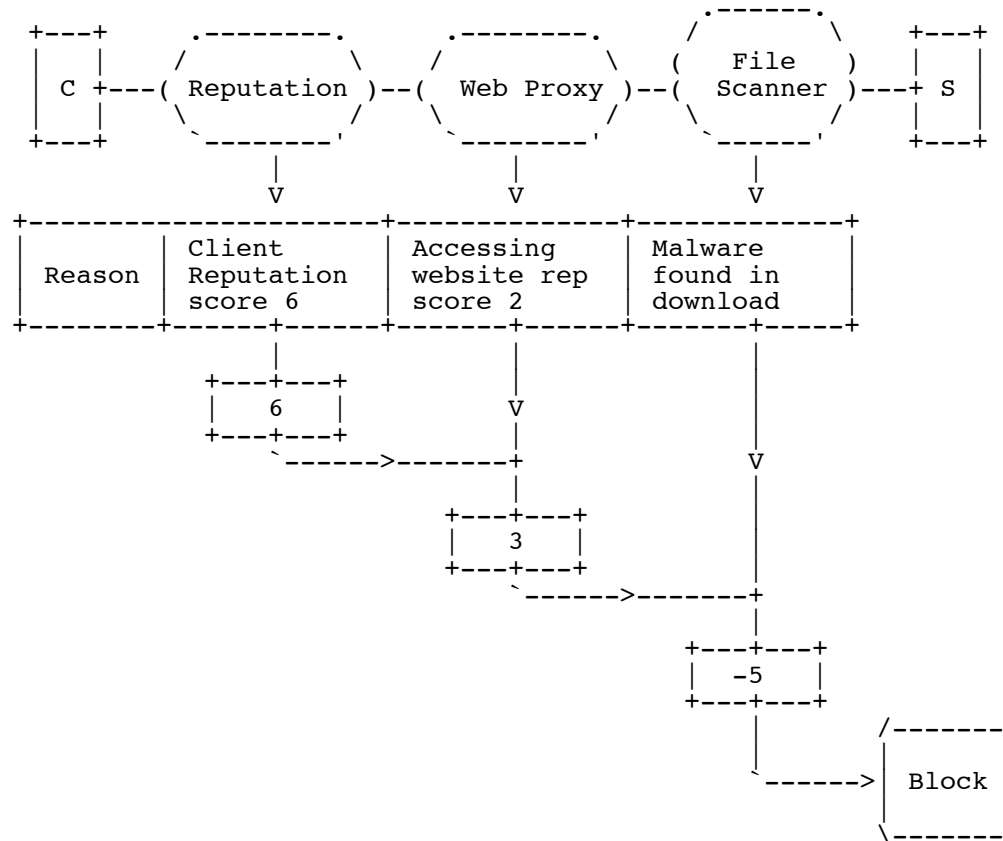 File
C Reputation Web Proxy Scanner S
Client Accessing Malware
Reason Reputation website rep found in
score 6 score 2 download
6
3
-5
Block